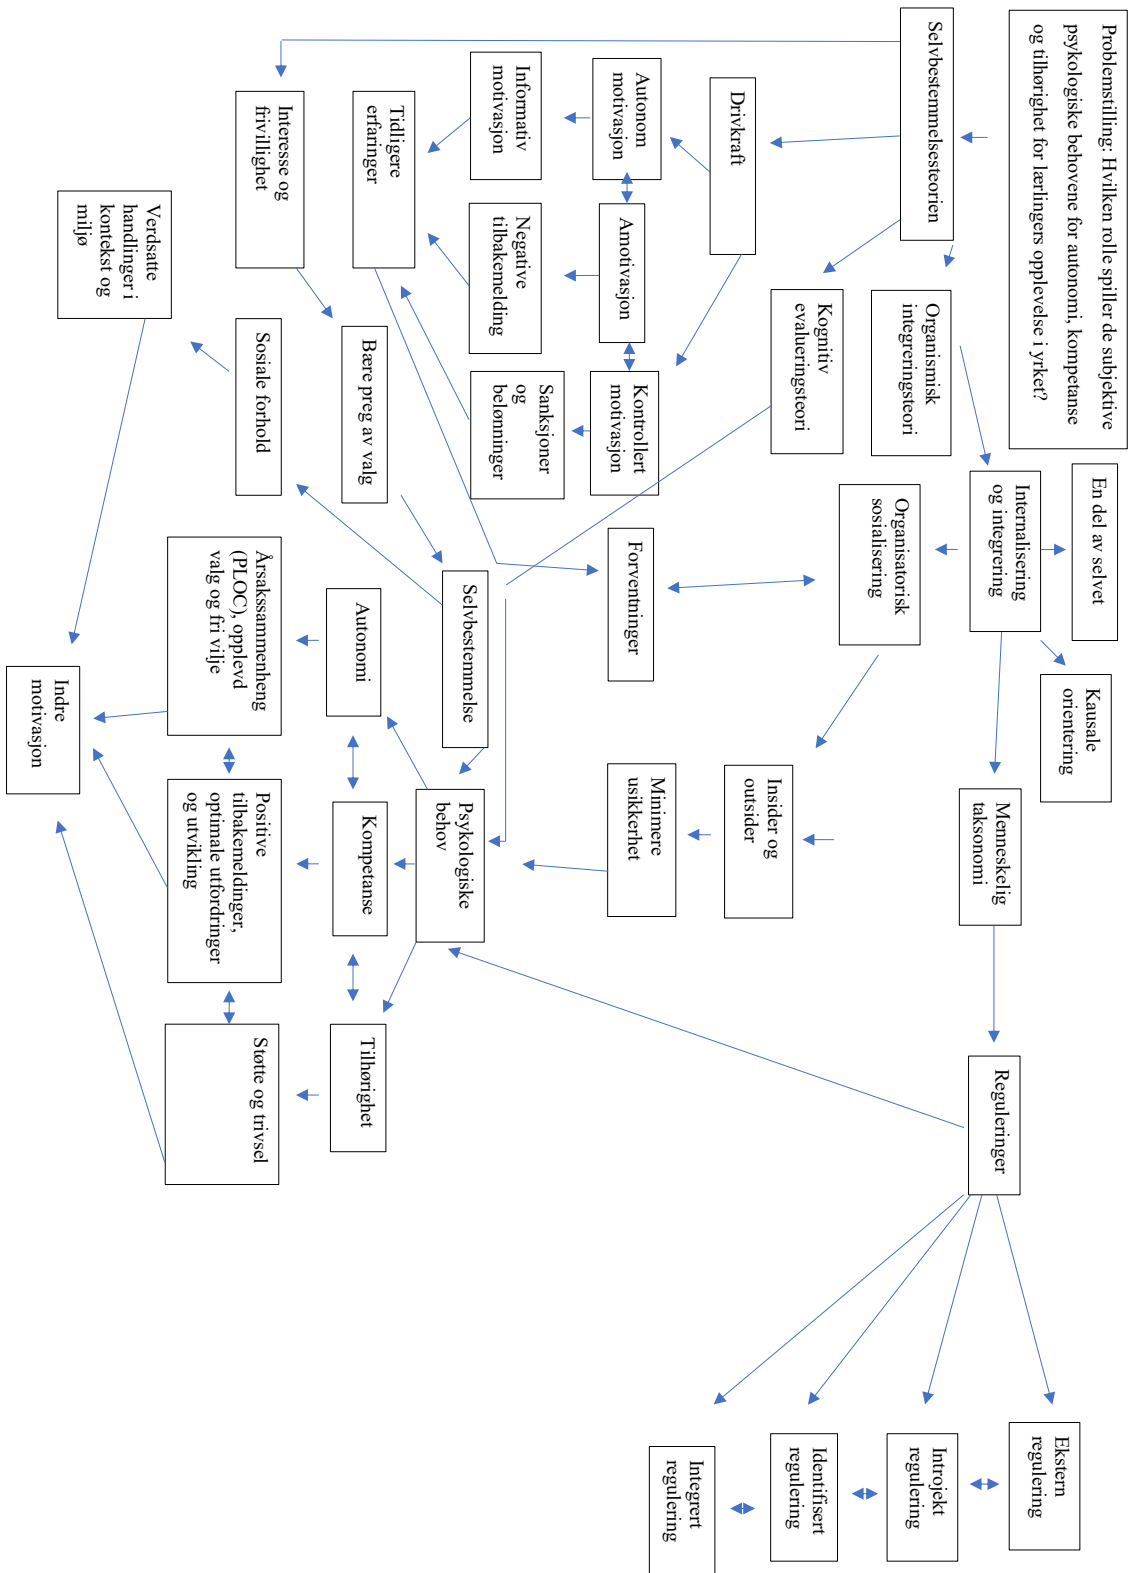 Problemstilling: Hvilken rolle spiller de subjektive
psykologiske behovene for autonomi, kompetanse
og tilhørighet for lærlingers opplevelse i yrket?
Selvbestemmelsesteorien
En del av selvet
Kausale
orientering
Organismisk
integreringsteori
Internalisering
og integrering
Menneskelig
taksonomi
Reguleringer
Ekstern
regulering
Introjekt
regulering
Identifisert
regulering
Integrert
regulering
Kognitiv
evalueringsteori
Organisatorisk
sosialisering
Insider og
outsider
Drivkraft
Autonom
motivasjon
Amotivasjon
Kontrollert
motivasjon
Forventninger
Minimere
usikkerhet
Informativ
motivasjon
Negative
tilbakemelding
Sanksjoner
og
belønninger
Selvbestemmelse
Psykologiske
behov
Tidligere
erfaringer
Bære preg av valg
Autonomi
Kompetanse
Tilhørighet
Interesse og
frivillighet
Sosiale forhold
Årsakssammenheng
(PLOC), opplevd
valg og fri vilje
Positive
tilbakemeldinger,
optimale utfordringer
og utvikling
Støtte og trivsel
Verdsatte
handlinger i
kontekst og
miljø
Indre
motivasjon